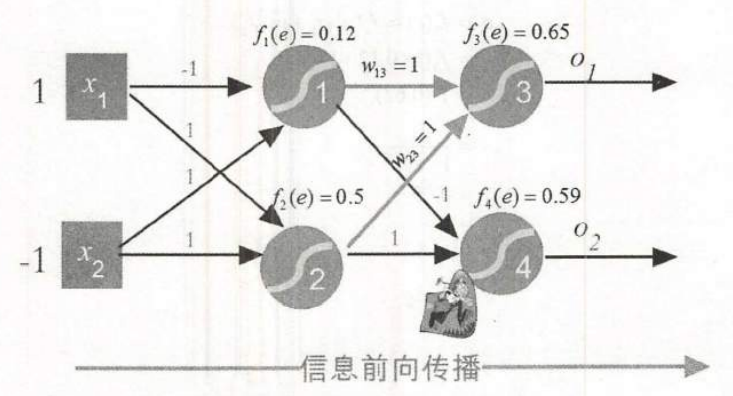 f₁(e) = 0.12
f₃(e) = 0.65
1
x₁
-1
1
w₁₃ = 1
3
o₁
1
1
w₂₃ = 1
-1
f₂(e) = 0.5
f₄(e) = 0.59
-1
x₂
1
2
1
4
o₂
信息前向传播